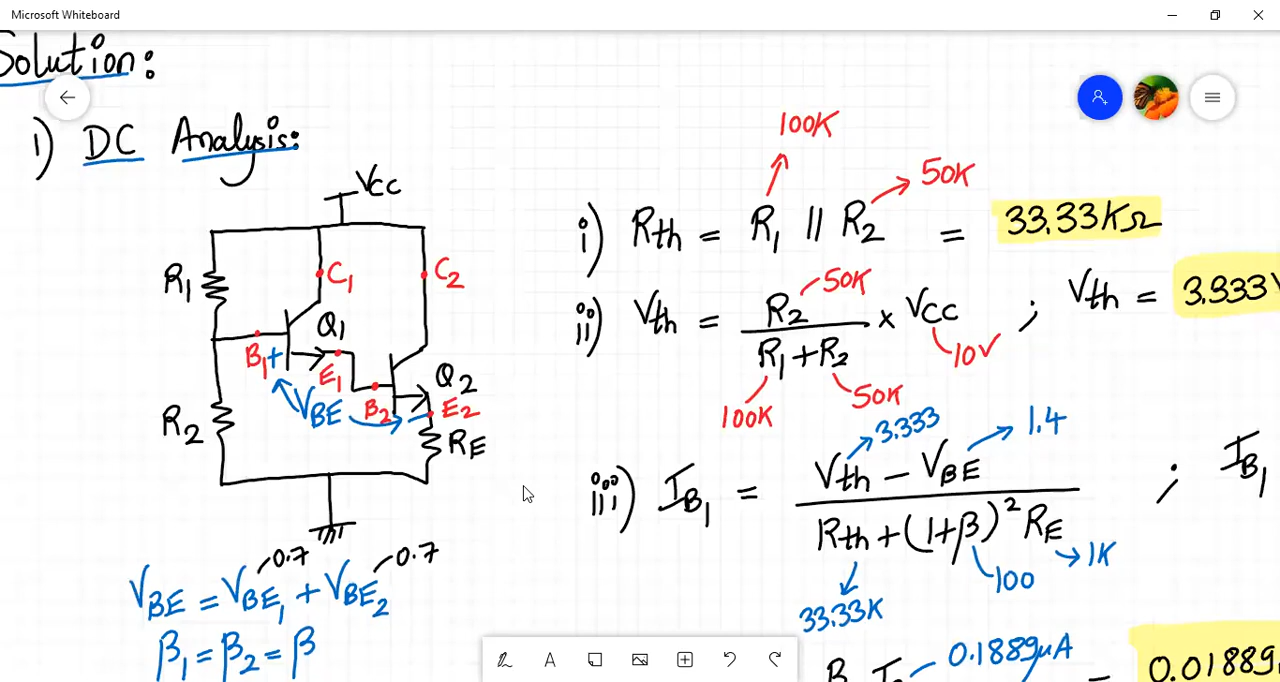 Microsoft Whiteboard
Solution:
i) DC Analysis:
VCC
R1
C1
C2
Q1
B1 +
E1
VBE
B2
Q2
E2
R2
RE
0.7
0.7
VBE = VBE1 + VBE2
β1 = β2 = β
100K
50K
i) Rth = R1 || R2 = 33.33KΩ
50K
ii) Vth = R2 / R1 + R2 × VCC ; Vth = 3.333V
10V
100K
50K
3.333
1.4
iii) IB1 = Vth − VBE / Rth + (1+β)² RE ; IB1
1K
100
33.33K
0.1889µA
= 0.01889